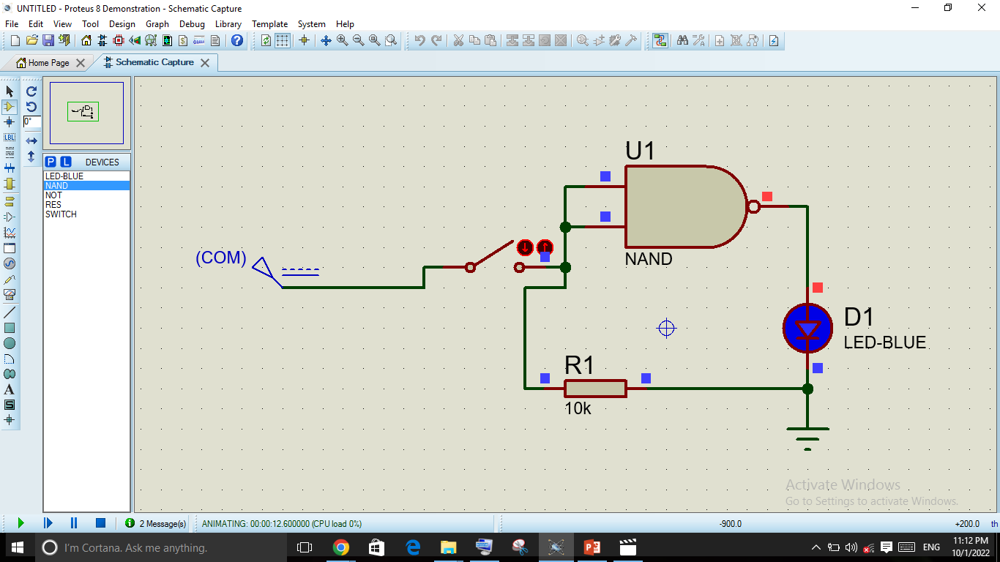 UNTITLED - Proteus 8 Demonstration - Schematic Capture
File Edit View Tool Design Graph Debug Library Template System Help
Home Page
Schematic Capture
0°
LBL
P L DEVICES
LED-BLUE
NAND
NOT
RES
SWITCH
A
S
U1
NAND
(COM)
D1
LED-BLUE
R1
10k
Activate Windows
Go to Settings to activate Windows.
2 Message(s)
ANIMATING: 00:00:12.600000 (CPU load 0%)
-900.0
+200.0 th
I'm Cortana. Ask me anything.
ENG
11:12 PM
10/1/2022